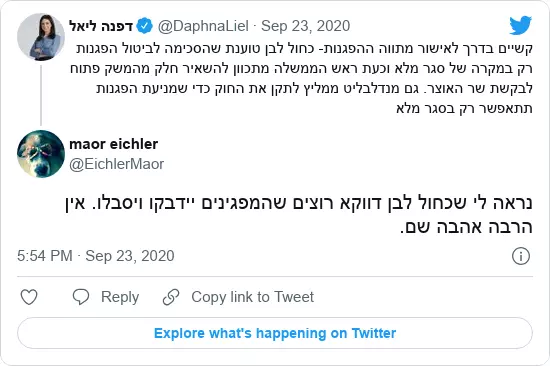 דפנה ליאל @DaphnaLiel · Sep 23, 2020
קשיים בדרך לאישור מתווה ההפגנות- כחול לבן טוענת שהסכימה לביטול הפגנות
רק במקרה של סגר מלא וכעת ראש הממשלה מתכוון להשאיר חלק מהמשק פתוח
לבקשת שר האוצר. גם מנדלבליט ממליץ לתקן את החוק כדי שמניעת הפגנות
תתאפשר רק בסגר מלא
maor eichler
@EichlerMaor
נראה לי שכחול לבן דווקא רוצים שהמפגינים יידבקו ויסבלו. אין
הרבה אהבה שם.
5:54 PM · Sep 23, 2020
Reply Copy link to Tweet
Explore what's happening on Twitter